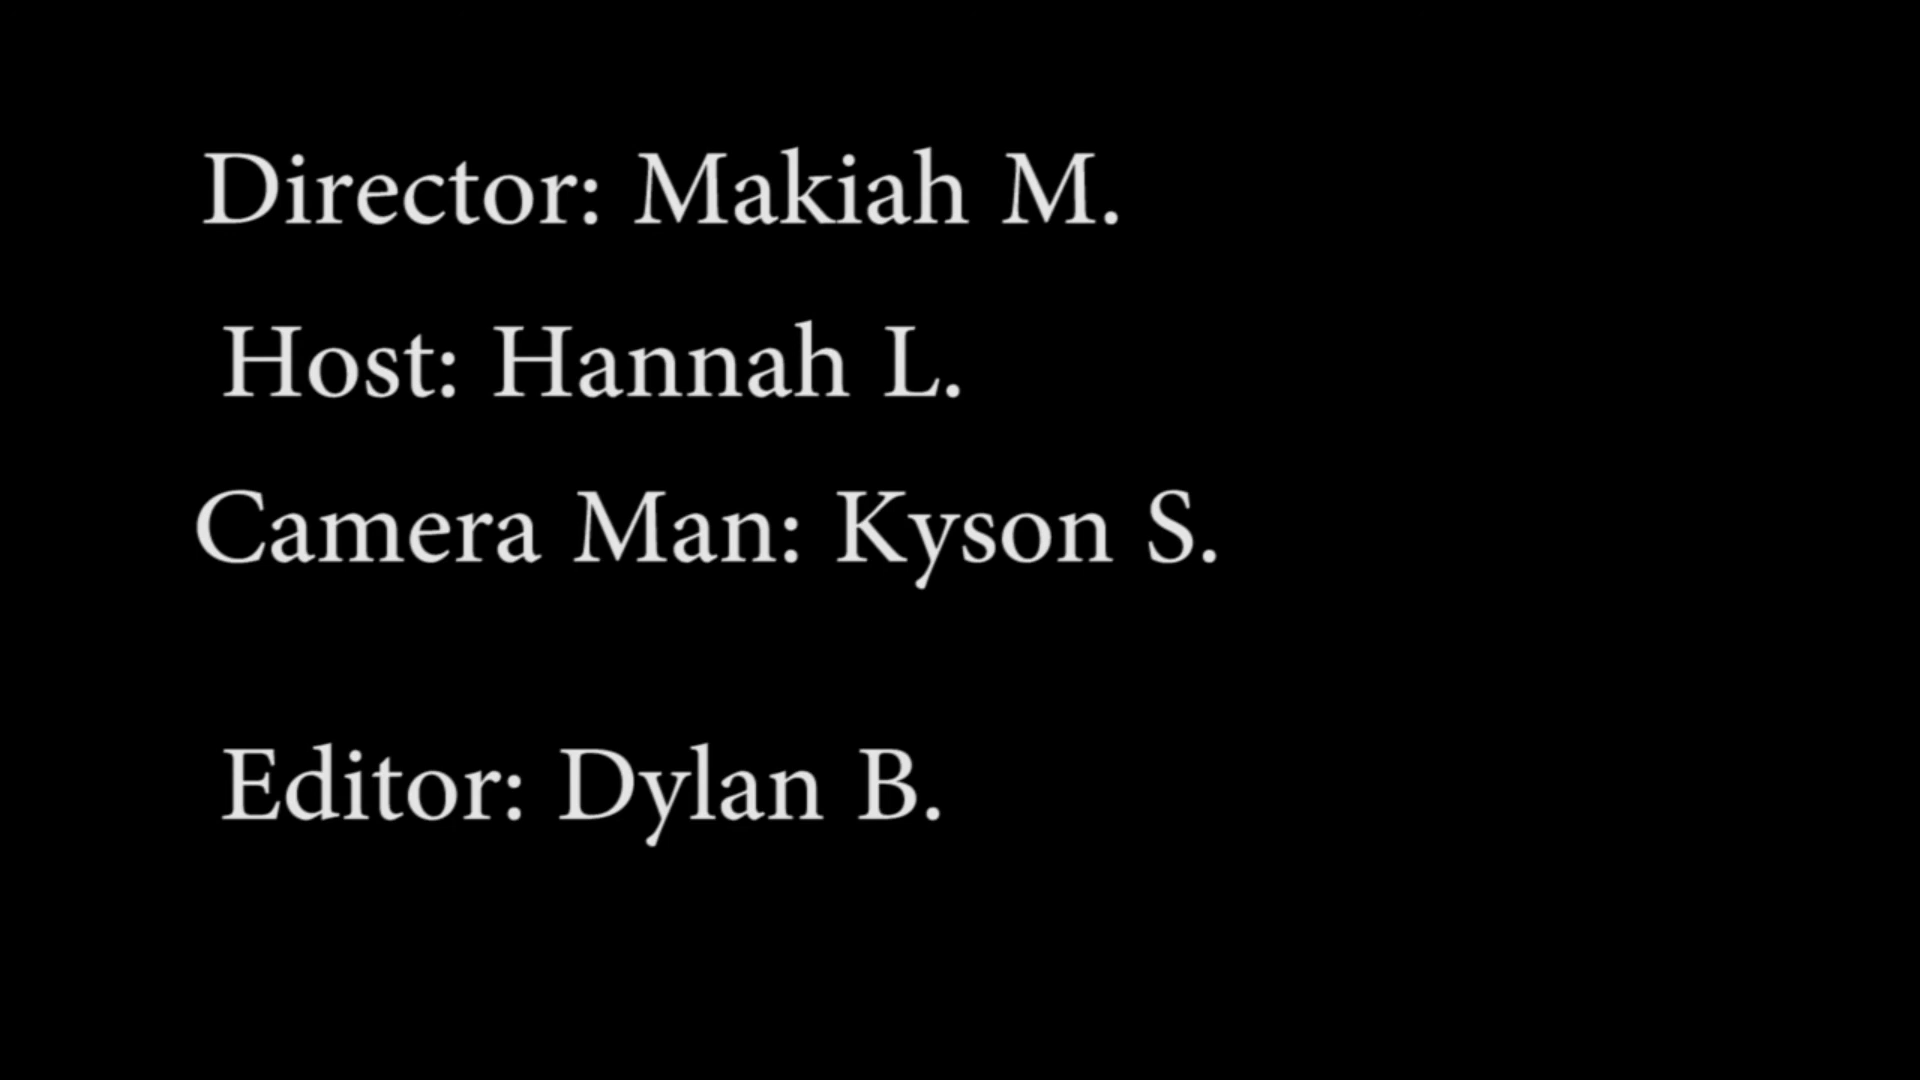 Director: Makiah M.
Host: Hannah L.
Camera Man: Kyson S.
Editor: Dylan B.